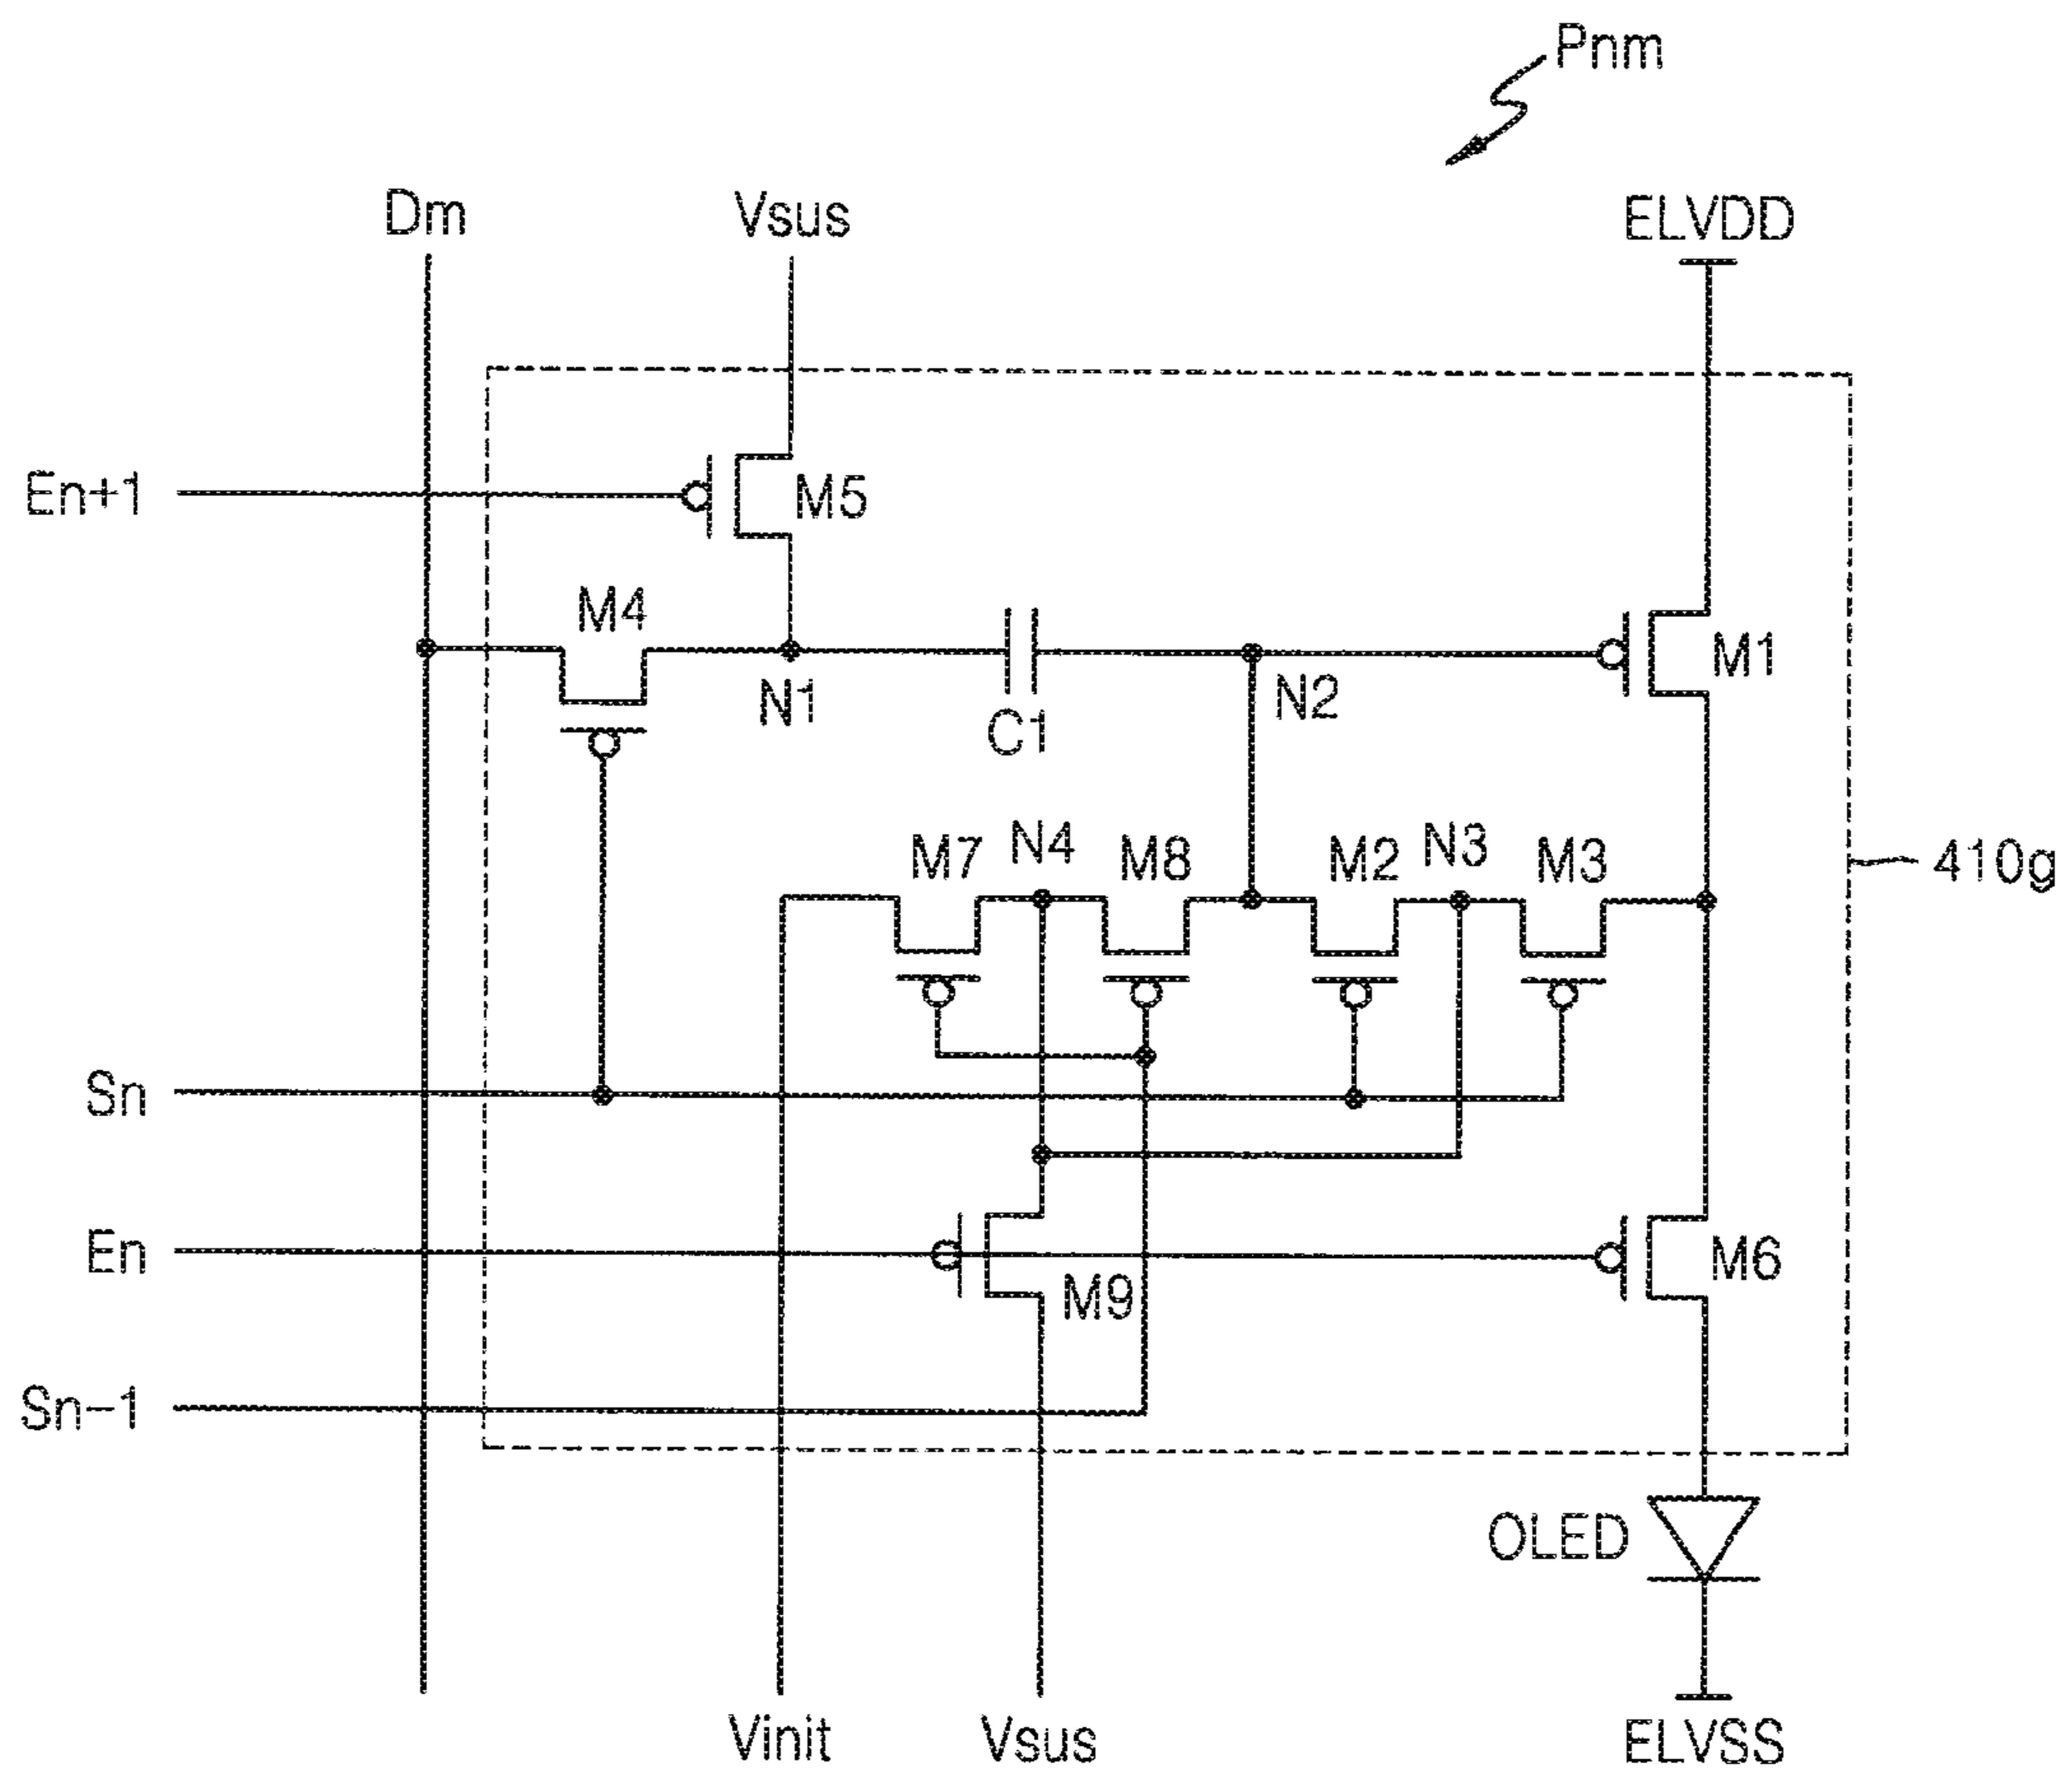 Pnm
Dm
Vsus
ELVDD
En+1
M5
M4
M1
N1
N2
C1
M7
N4
M8
M2
N3
M3
410g
Sn
En
M9
M6
Sn-1
OLED
Vinit
Vsus
ELVSS